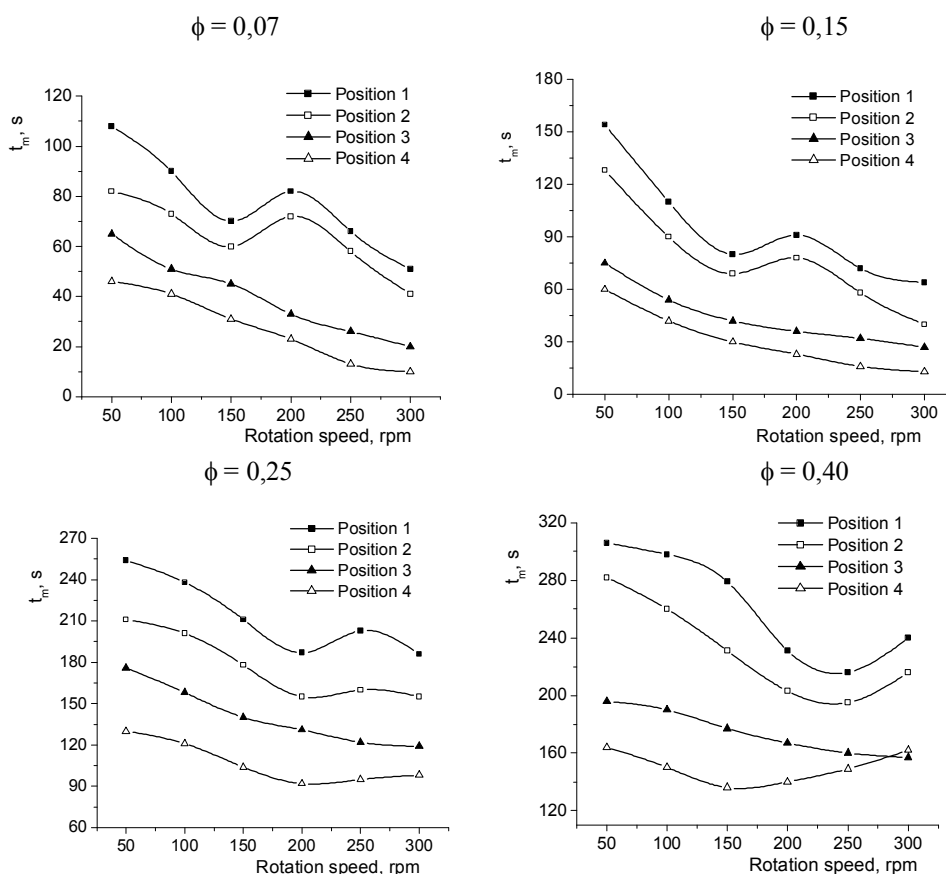 ϕ = 0,07
120
100
80
60
40
20
0
t_m, s
Position 1
Position 2
Position 3
Position 4
50 100 150 200 250 300
Rotation speed, rpm
ϕ = 0,15
180
150
120
90
60
30
0
t_m, s
Position 1
Position 2
Position 3
Position 4
50 100 150 200 250 300
Rotation speed, rpm
ϕ = 0,25
270
240
210
180
150
120
90
60
t_m, s
Position 1
Position 2
Position 3
Position 4
50 100 150 200 250 300
Rotation speed, rpm
ϕ = 0,40
320
280
240
200
160
120
t_m, s
Position 1
Position 2
Position 3
Position 4
50 100 150 200 250 300
Rotation speed, rpm